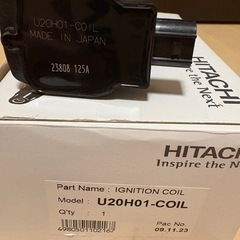 U20H01-COIL
MADE IN JAPAN
23808 125A
HITACHI
Inspire the Next
HITACHI
Inspire the Ne
Part Name : IGNITION COIL
Model : U20H01-COIL
Q'ty : 1
Pac No.
09.11.23